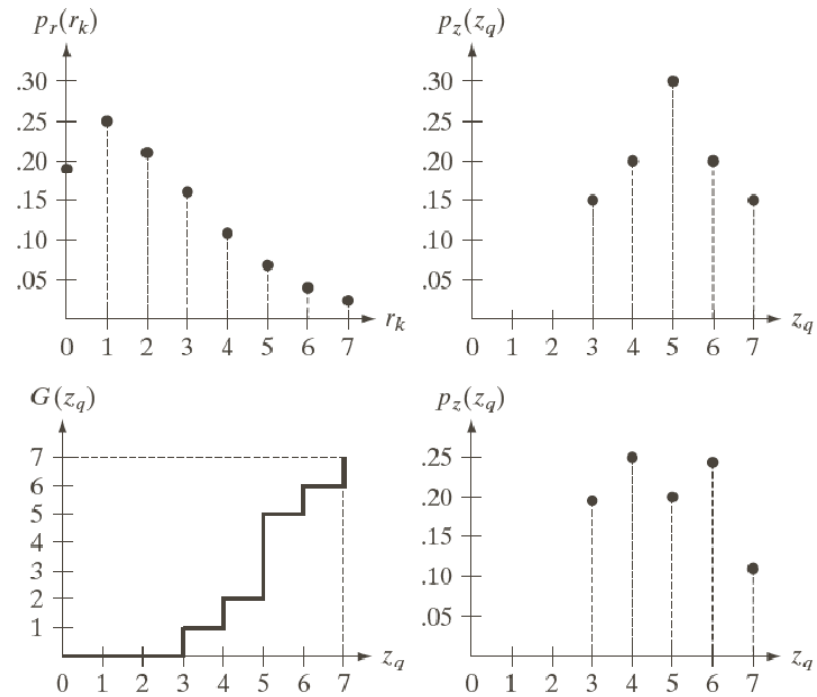 p_r(r_k)
.30
.25
.20
.15
.10
.05
0 1 2 3 4 5 6 7
r_k
p_z(z_q)
.30
.25
.20
.15
.10
.05
0 1 2 3 4 5 6 7
z_q
G(z_q)
7
6
5
4
3
2
1
0 1 2 3 4 5 6 7
z_q
p_z(z_q)
.25
.20
.15
.10
.05
0 1 2 3 4 5 6 7
z_q